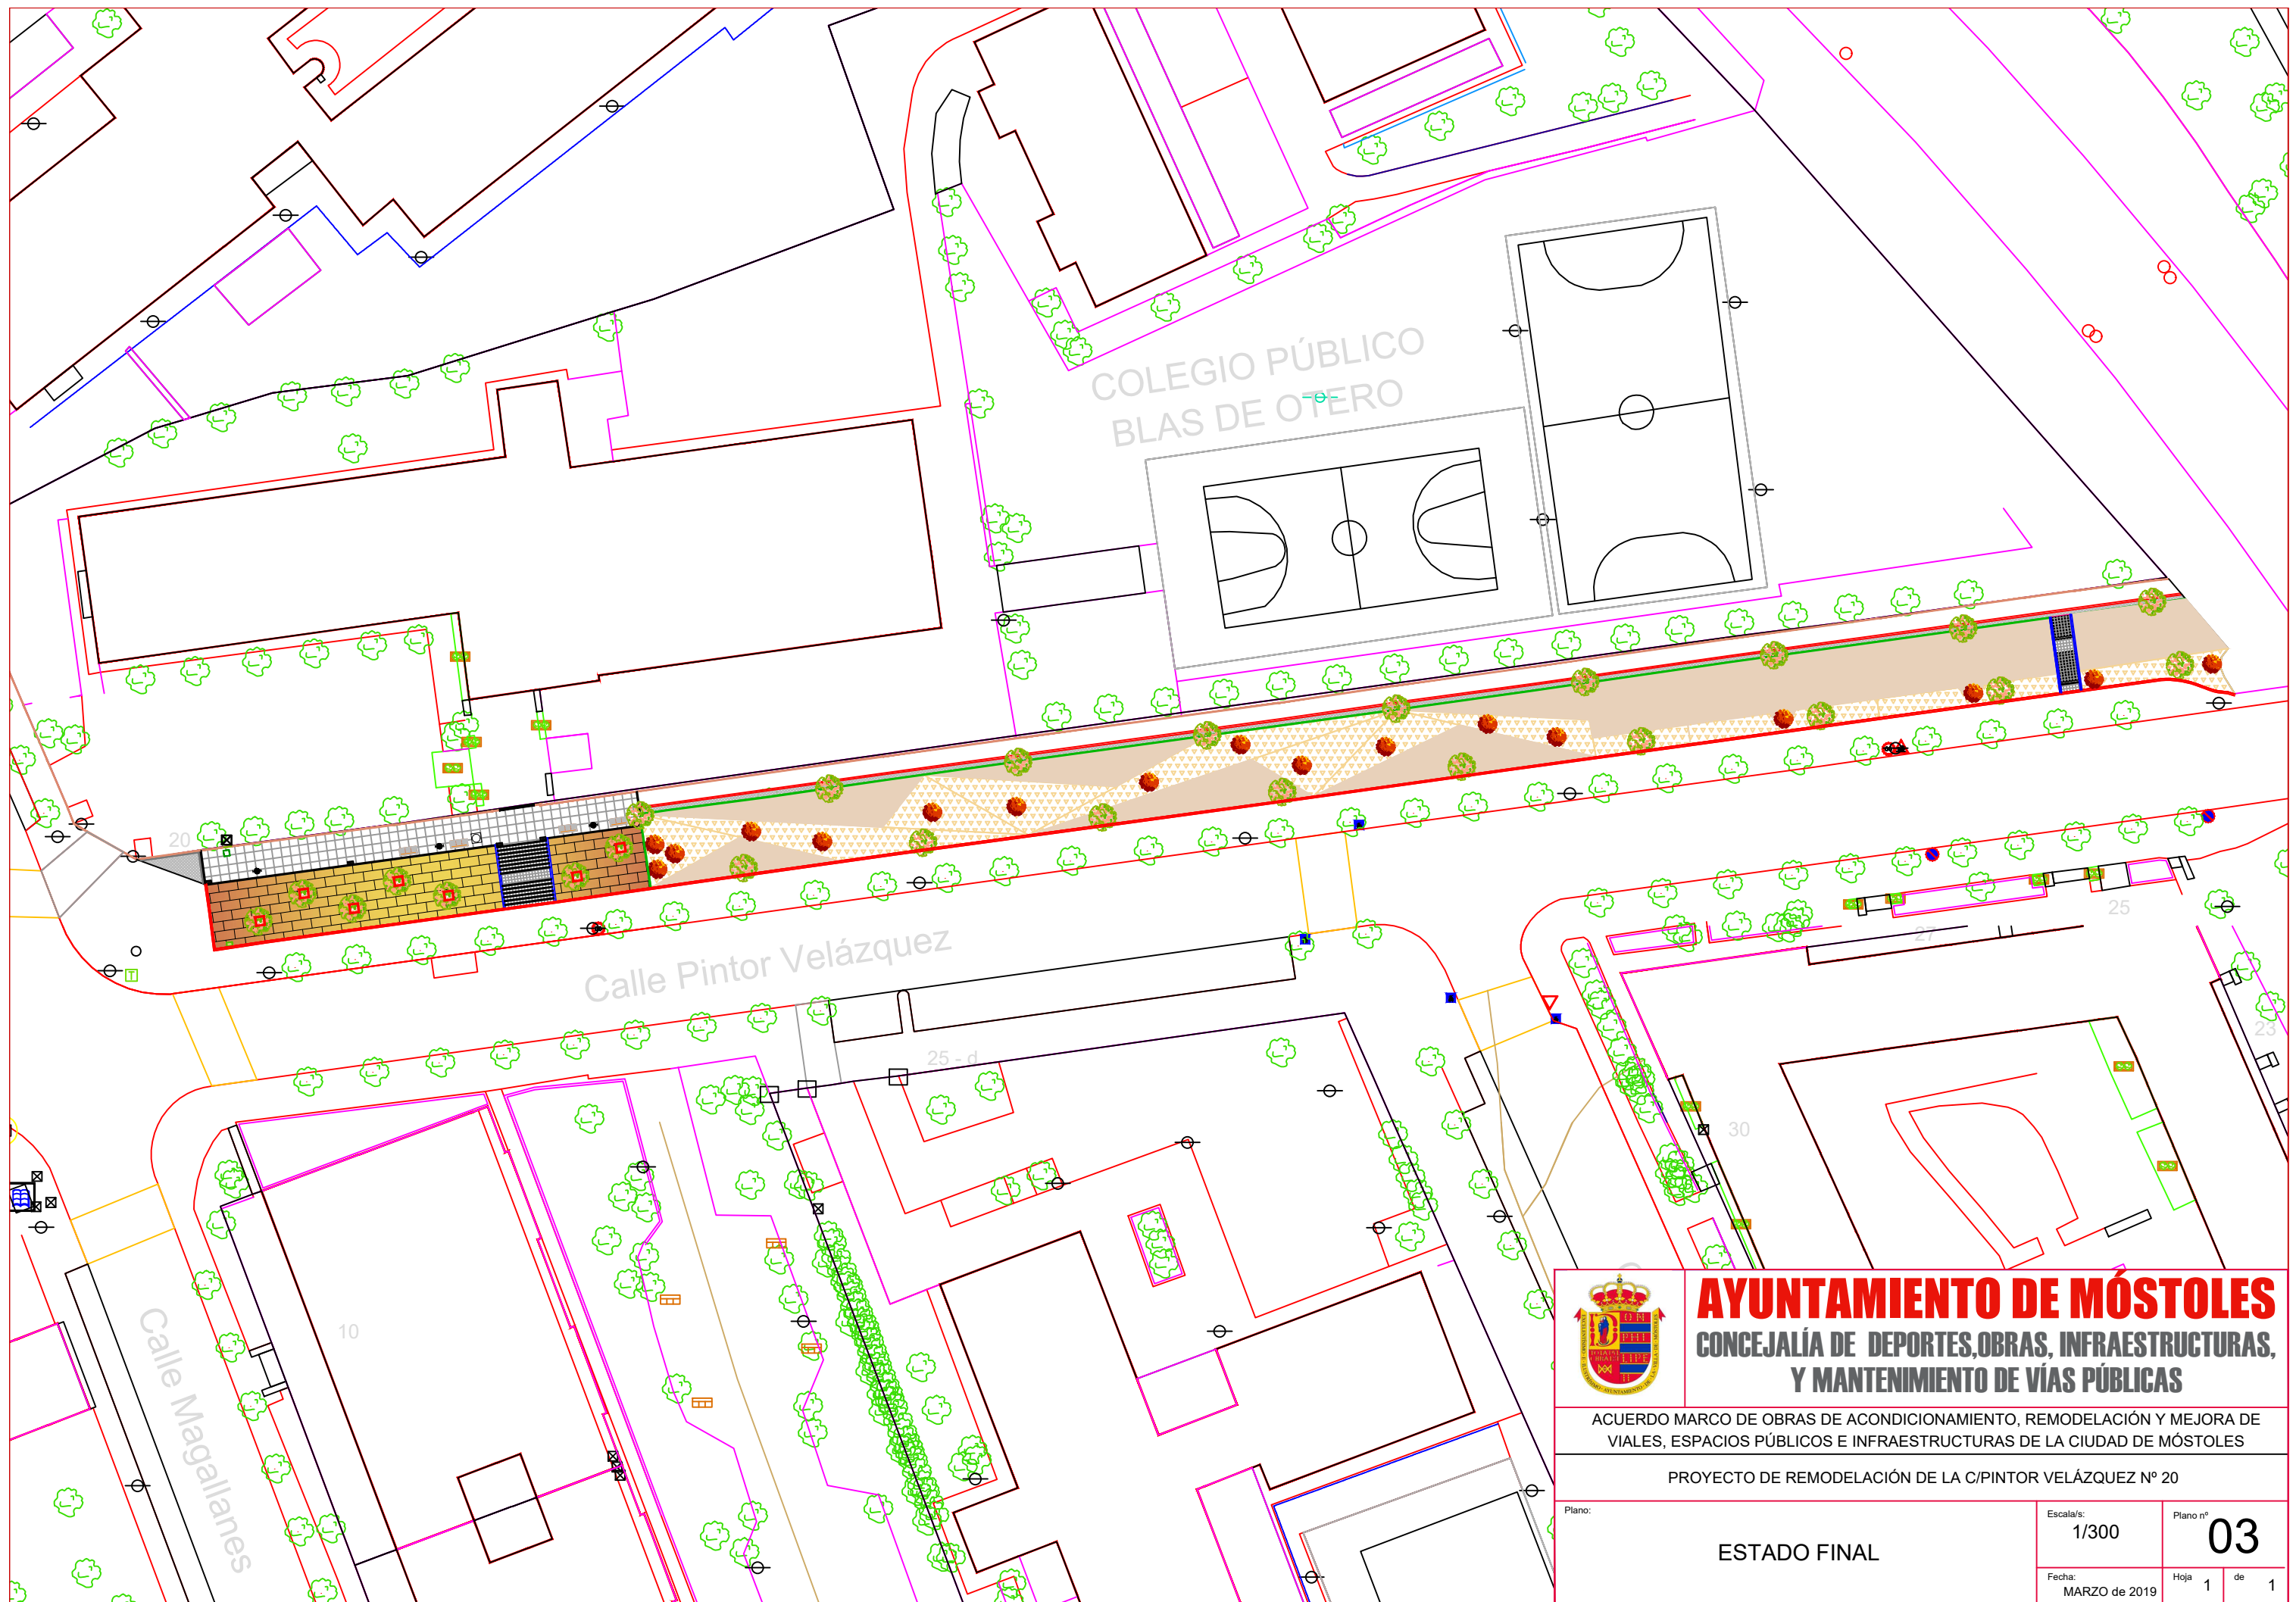 COLEGIO PÚBLICO
BLAS DE OTERO
20
Calle Pintor Velázquez
25 - d
25
27
23
30
10
Calle Magallanes
T
AYUNTAMIENTO DE MÓSTOLES
CONCEJALÍA DE DEPORTES,OBRAS, INFRAESTRUCTURAS,
Y MANTENIMIENTO DE VÍAS PÚBLICAS
ACUERDO MARCO DE OBRAS DE ACONDICIONAMIENTO, REMODELACIÓN Y MEJORA DE
VIALES, ESPACIOS PÚBLICOS E INFRAESTRUCTURAS DE LA CIUDAD DE MÓSTOLES
PROYECTO DE REMODELACIÓN DE LA C/PINTOR VELÁZQUEZ Nº 20
Plano:
ESTADO FINAL
Escala/s:
1/300
Plano nº
03
Fecha:
MARZO de 2019
Hoja 1 de 1